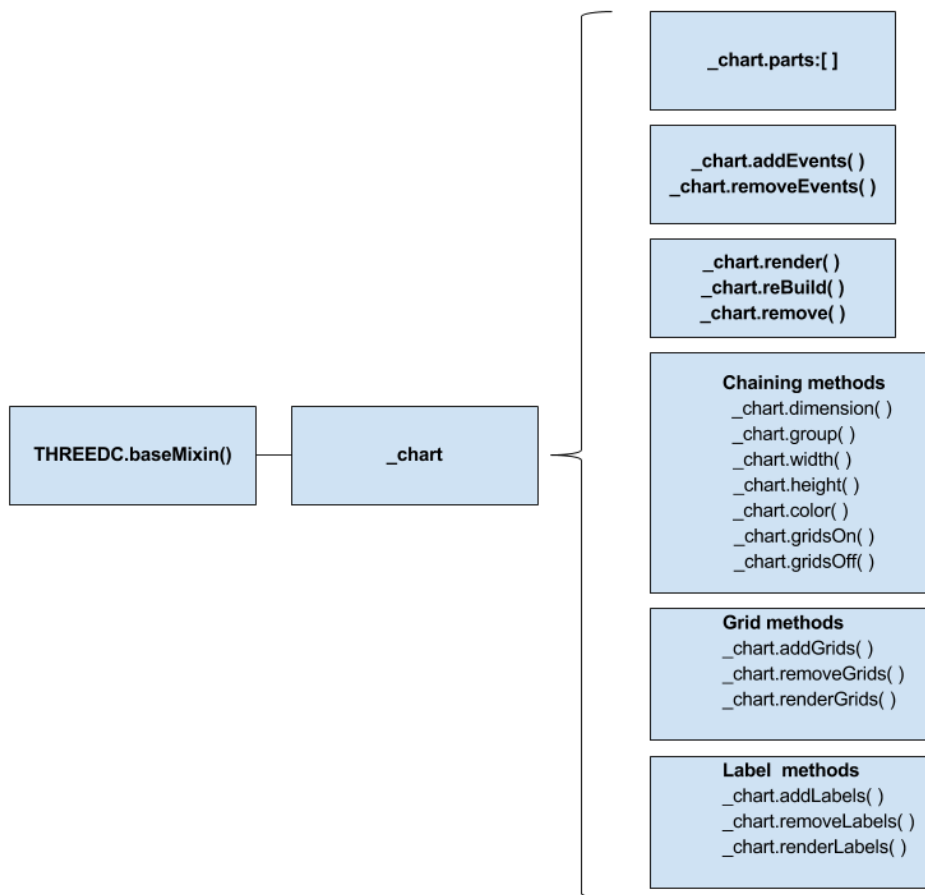 _chart.parts:[ ]
_chart.addEvents( )
_chart.removeEvents( )
_chart.render( )
_chart.reBuild( )
_chart.remove( )
Chaining methods
_chart.dimension( )
_chart.group( )
_chart.width( )
_chart.height( )
_chart.color( )
_chart.gridsOn( )
_chart.gridsOff( )
THREEDC.baseMixin()
_chart
Grid methods
_chart.addGrids( )
_chart.removeGrids( )
_chart.renderGrids( )
Label methods
_chart.addLabels( )
_chart.removeLabels( )
_chart.renderLabels( )